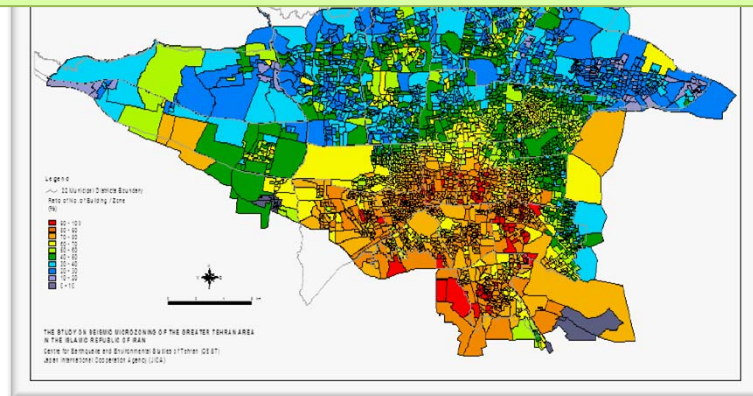 Legend
22 Municipal Districts Boundary
Ratio of No. of Building / Zone
(%)
90 - 100
80 - 90
70 - 80
60 - 70
50 - 60
40 - 50
30 - 40
20 - 30
10 - 20
0 - 10
THE STUDY ON SEISMIC MICROZONING OF THE GREATER TEHRAN AREA
IN THE ISLAMIC REPUBLIC OF IRAN
Centre for Earthquake and Environmental Studies of Tehran (CEST)
Japan International Cooperation Agency (JICA)